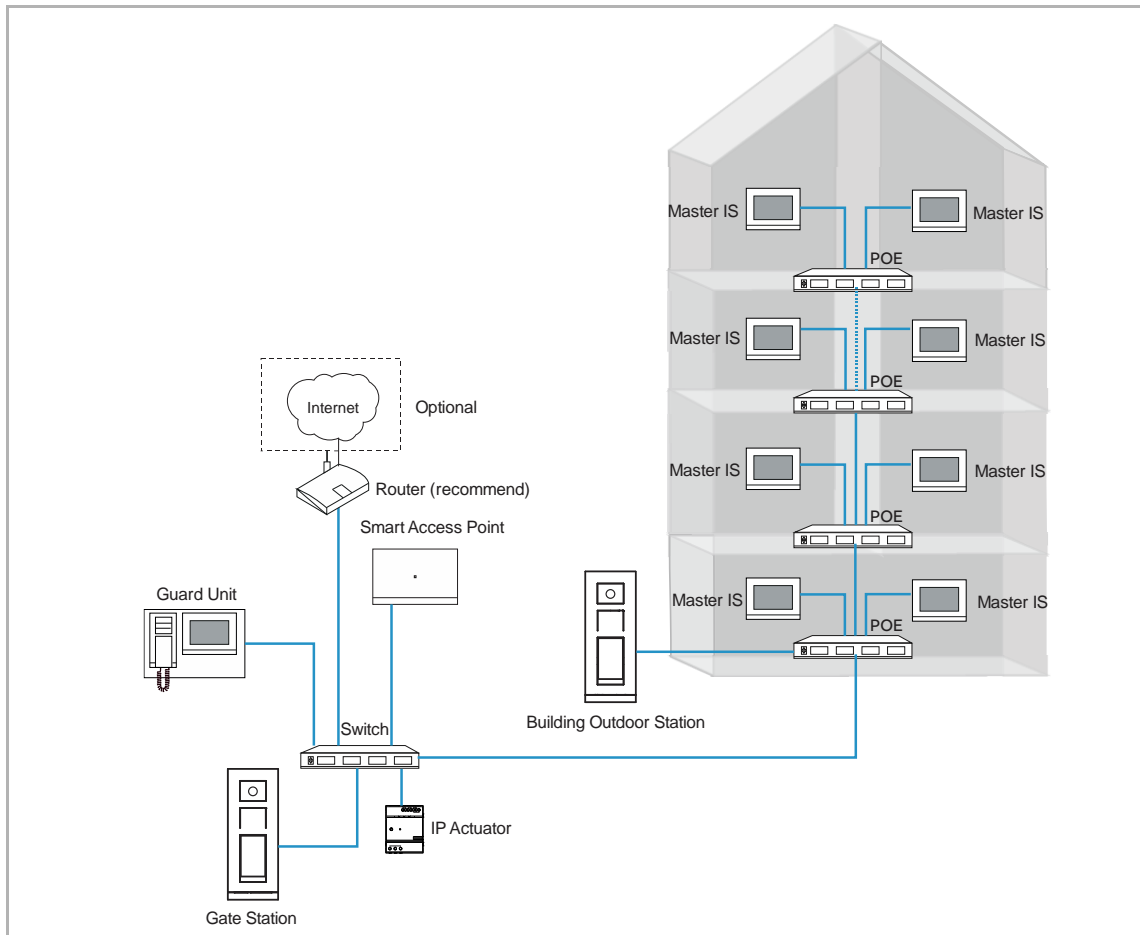 Master IS
Master IS
POE
Master IS
Master IS
POE
Internet
Optional
Master IS
Master IS
Router (recommend)
POE
Smart Access Point
Guard Unit
Master IS
Master IS
POE
Building Outdoor Station
Switch
IP Actuator
Gate Station